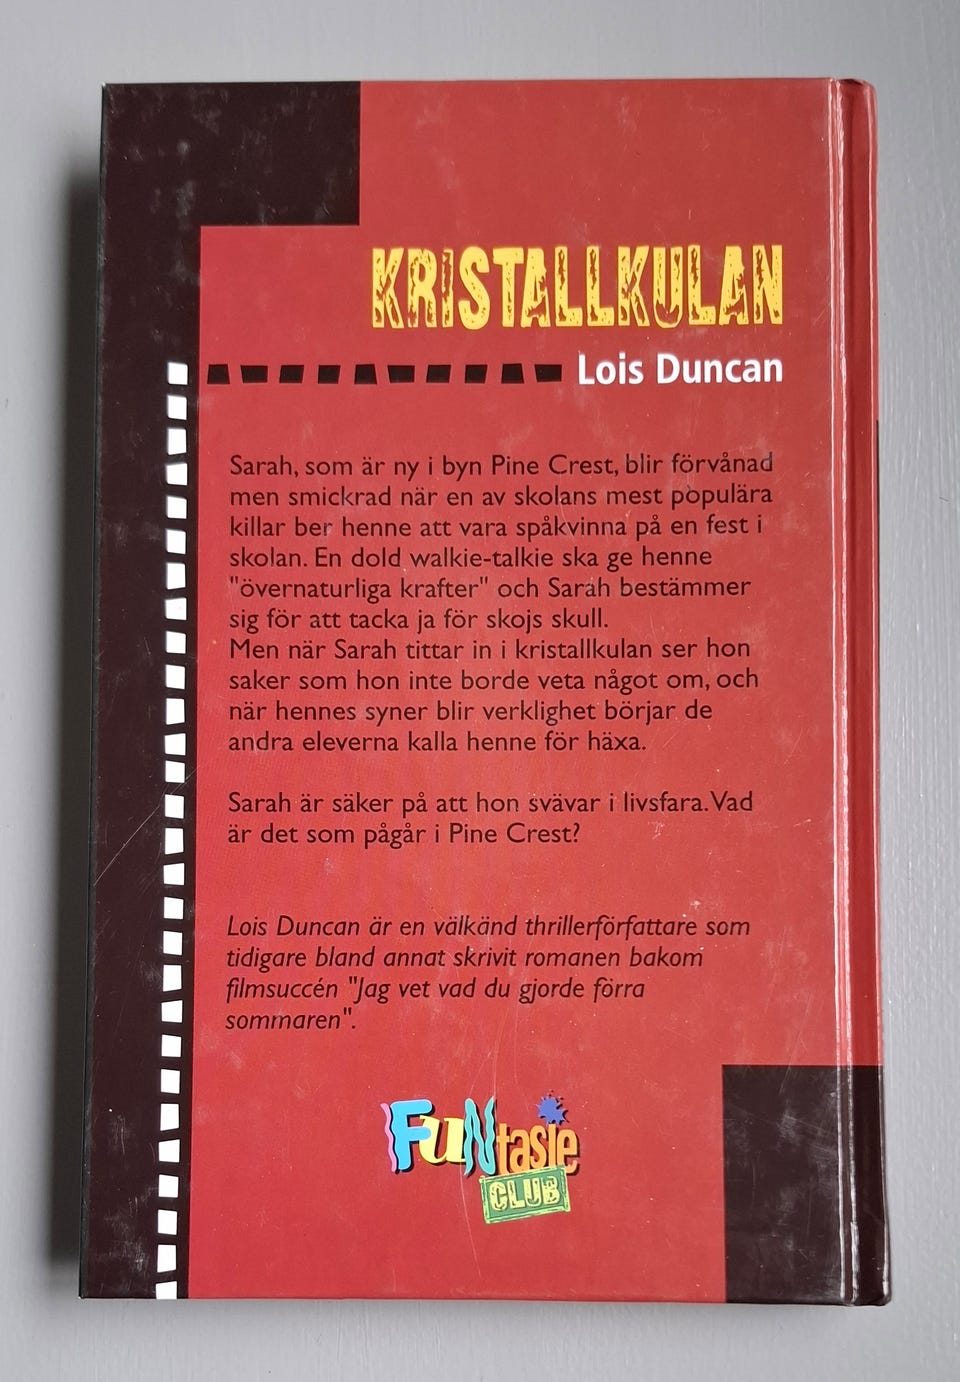 KRISTALLKULAN
Lois Duncan
Sarah, som är ny i byn Pine Crest, blir förvånad
men smickrad när en av skolans mest populära
killar ber henne att vara spåkvinna på en fest i
skolan. En dold walkie-talkie ska ge henne
"övernaturliga krafter" och Sarah bestämmer
sig för att tacka ja för skojs skull.
Men när Sarah tittar in i kristallkulan ser hon
saker som hon inte borde veta något om, och
när hennes syner blir verklighet börjar de
andra eleverna kalla henne för häxa.
Sarah är säker på att hon svävar i livsfara. Vad
är det som pågår i Pine Crest?
Lois Duncan är en välkänd thrillerförfattare som
tidigare bland annat skrivit romanen bakom
filmsuccén "Jag vet vad du gjorde förra
sommaren".
FuNtasie
CLUB